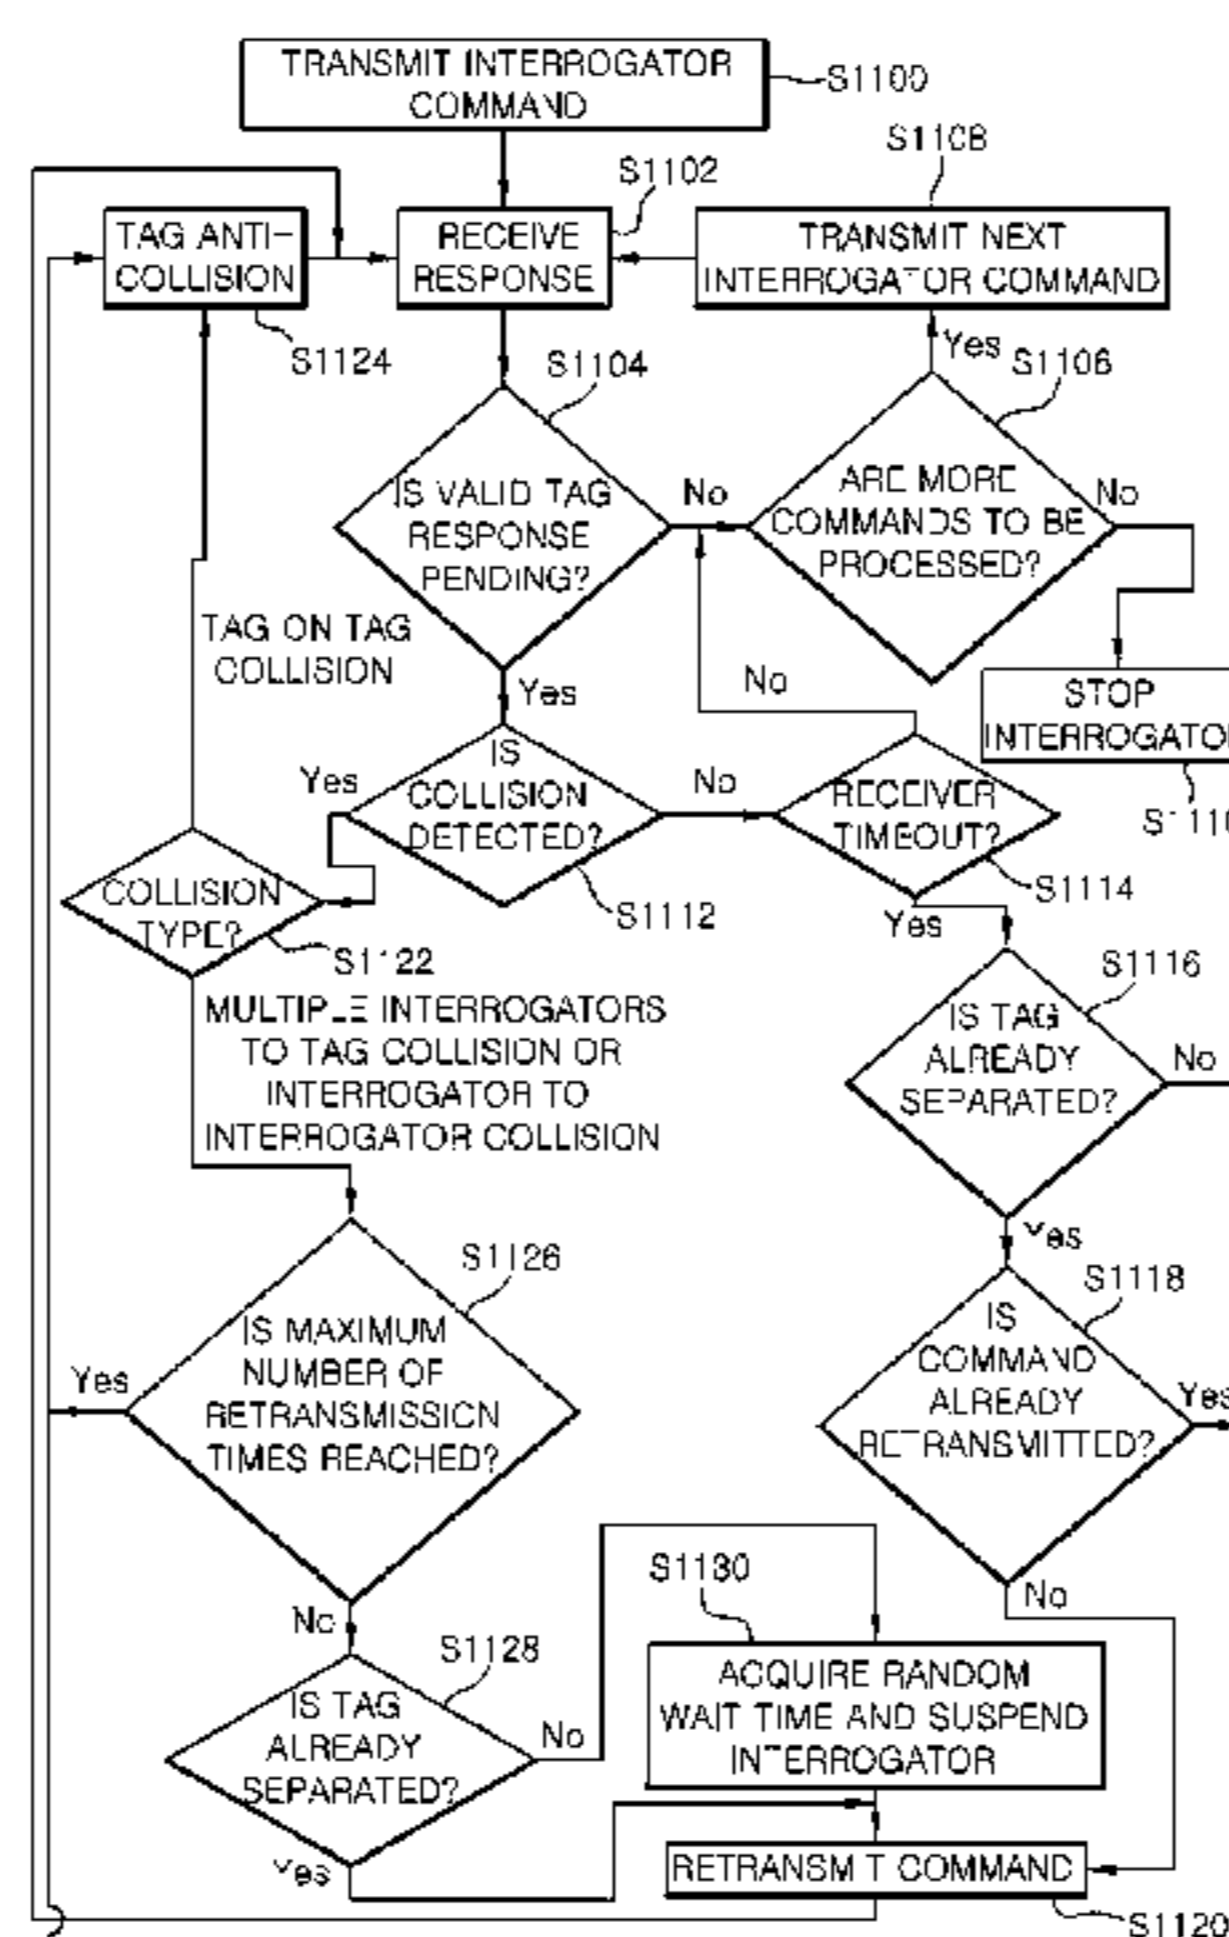 TRANSMIT INTERROGATOR
COMMAND
S1100
S1108
S1102
TAG ANTI-
COLLISION
RECEIVE
RESPONSE
TRANSMIT NEXT
INTERROGATOR COMMAND
S1124
S1104
Yes
S1106
IS VALID TAG
RESPONSE
PENDING?
No
ARE MORE
COMMANDS TO BE
PROCESSED?
No
TAG ON TAG
COLLISION
Yes
No
STOP
IS
COLLISION
DETECTED?
Yes
No
RECEIVER
TIMEOUT?
COLLISION
TYPE?
S1112
S1114
Yes
S1122
S1116
MULTIPLE INTERROGATORS
TO TAG COLLISION OR
INTERROGATOR TO
INTERROGATOR COLLISION
IS TAG
ALREADY
SEPARATED?
No
Yes
S1126
S1118
IS MAXIMUM
NUMBER OF
RETRANSMISSION
TIMES REACHED?
Yes
IS
COMMAND
ALREADY
RETRANSMITTED?
Yes
No
S1130
No
S1128
IS TAG
ALREADY
SEPARATED?
No
ACQUIRE RANDOM
WAIT TIME AND SUSPEND
INTERROGATOR
Yes
RETRANSMIT COMMAND
S1120